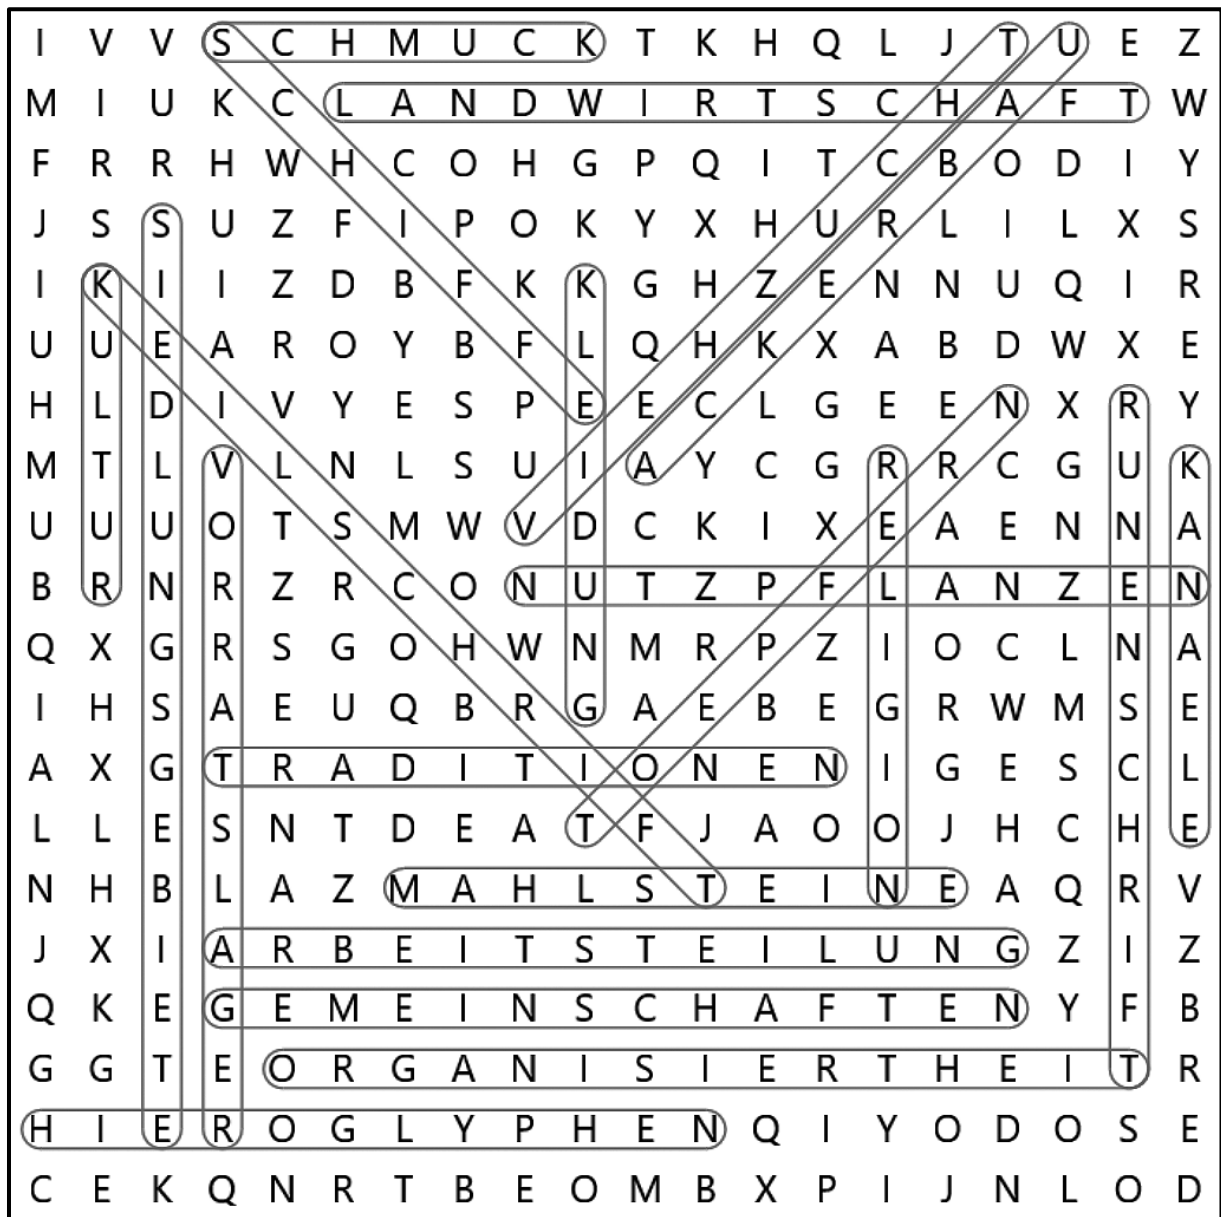 I V V S C H M U C K T K H Q L J T U E Z
M I U K C L A N D W I R T S C H A F T W
F R R H W H C O H G P Q I T C B O D I Y
J S S U Z F I P O K Y X H U R L I L X S
I K I I Z D B F K K G H Z E N N U Q I R
U U E A R O Y B F L Q H K X A B D W X E
H L D I V Y E S P E E C L G E E N X R Y
M T L V L N L S U I A Y C G R R C G U K
U U U O T S M W V D C K I X E A E N N A
B R N R Z R C O N U T Z P F L A N Z E N
Q X G R S G O H W N M R P Z I O C L N A
I H S A E U Q B R G A E B E G R W M S E
A X G T R A D I T I O N E N I G E S C L
L L E S N T D E A T F J A O O J H C H E
N H B L A Z M A H L S T E I N E A Q R V
J X I A R B E I T S T E I L U N G Z I Z
Q K E G E M E I N S C H A F T E N Y F B
G G T E O R G A N I S I E R T H E I T R
H I E R O G L Y P H E N Q I Y O D O S E
C E K Q N R T B E O M B X P I J N L O D